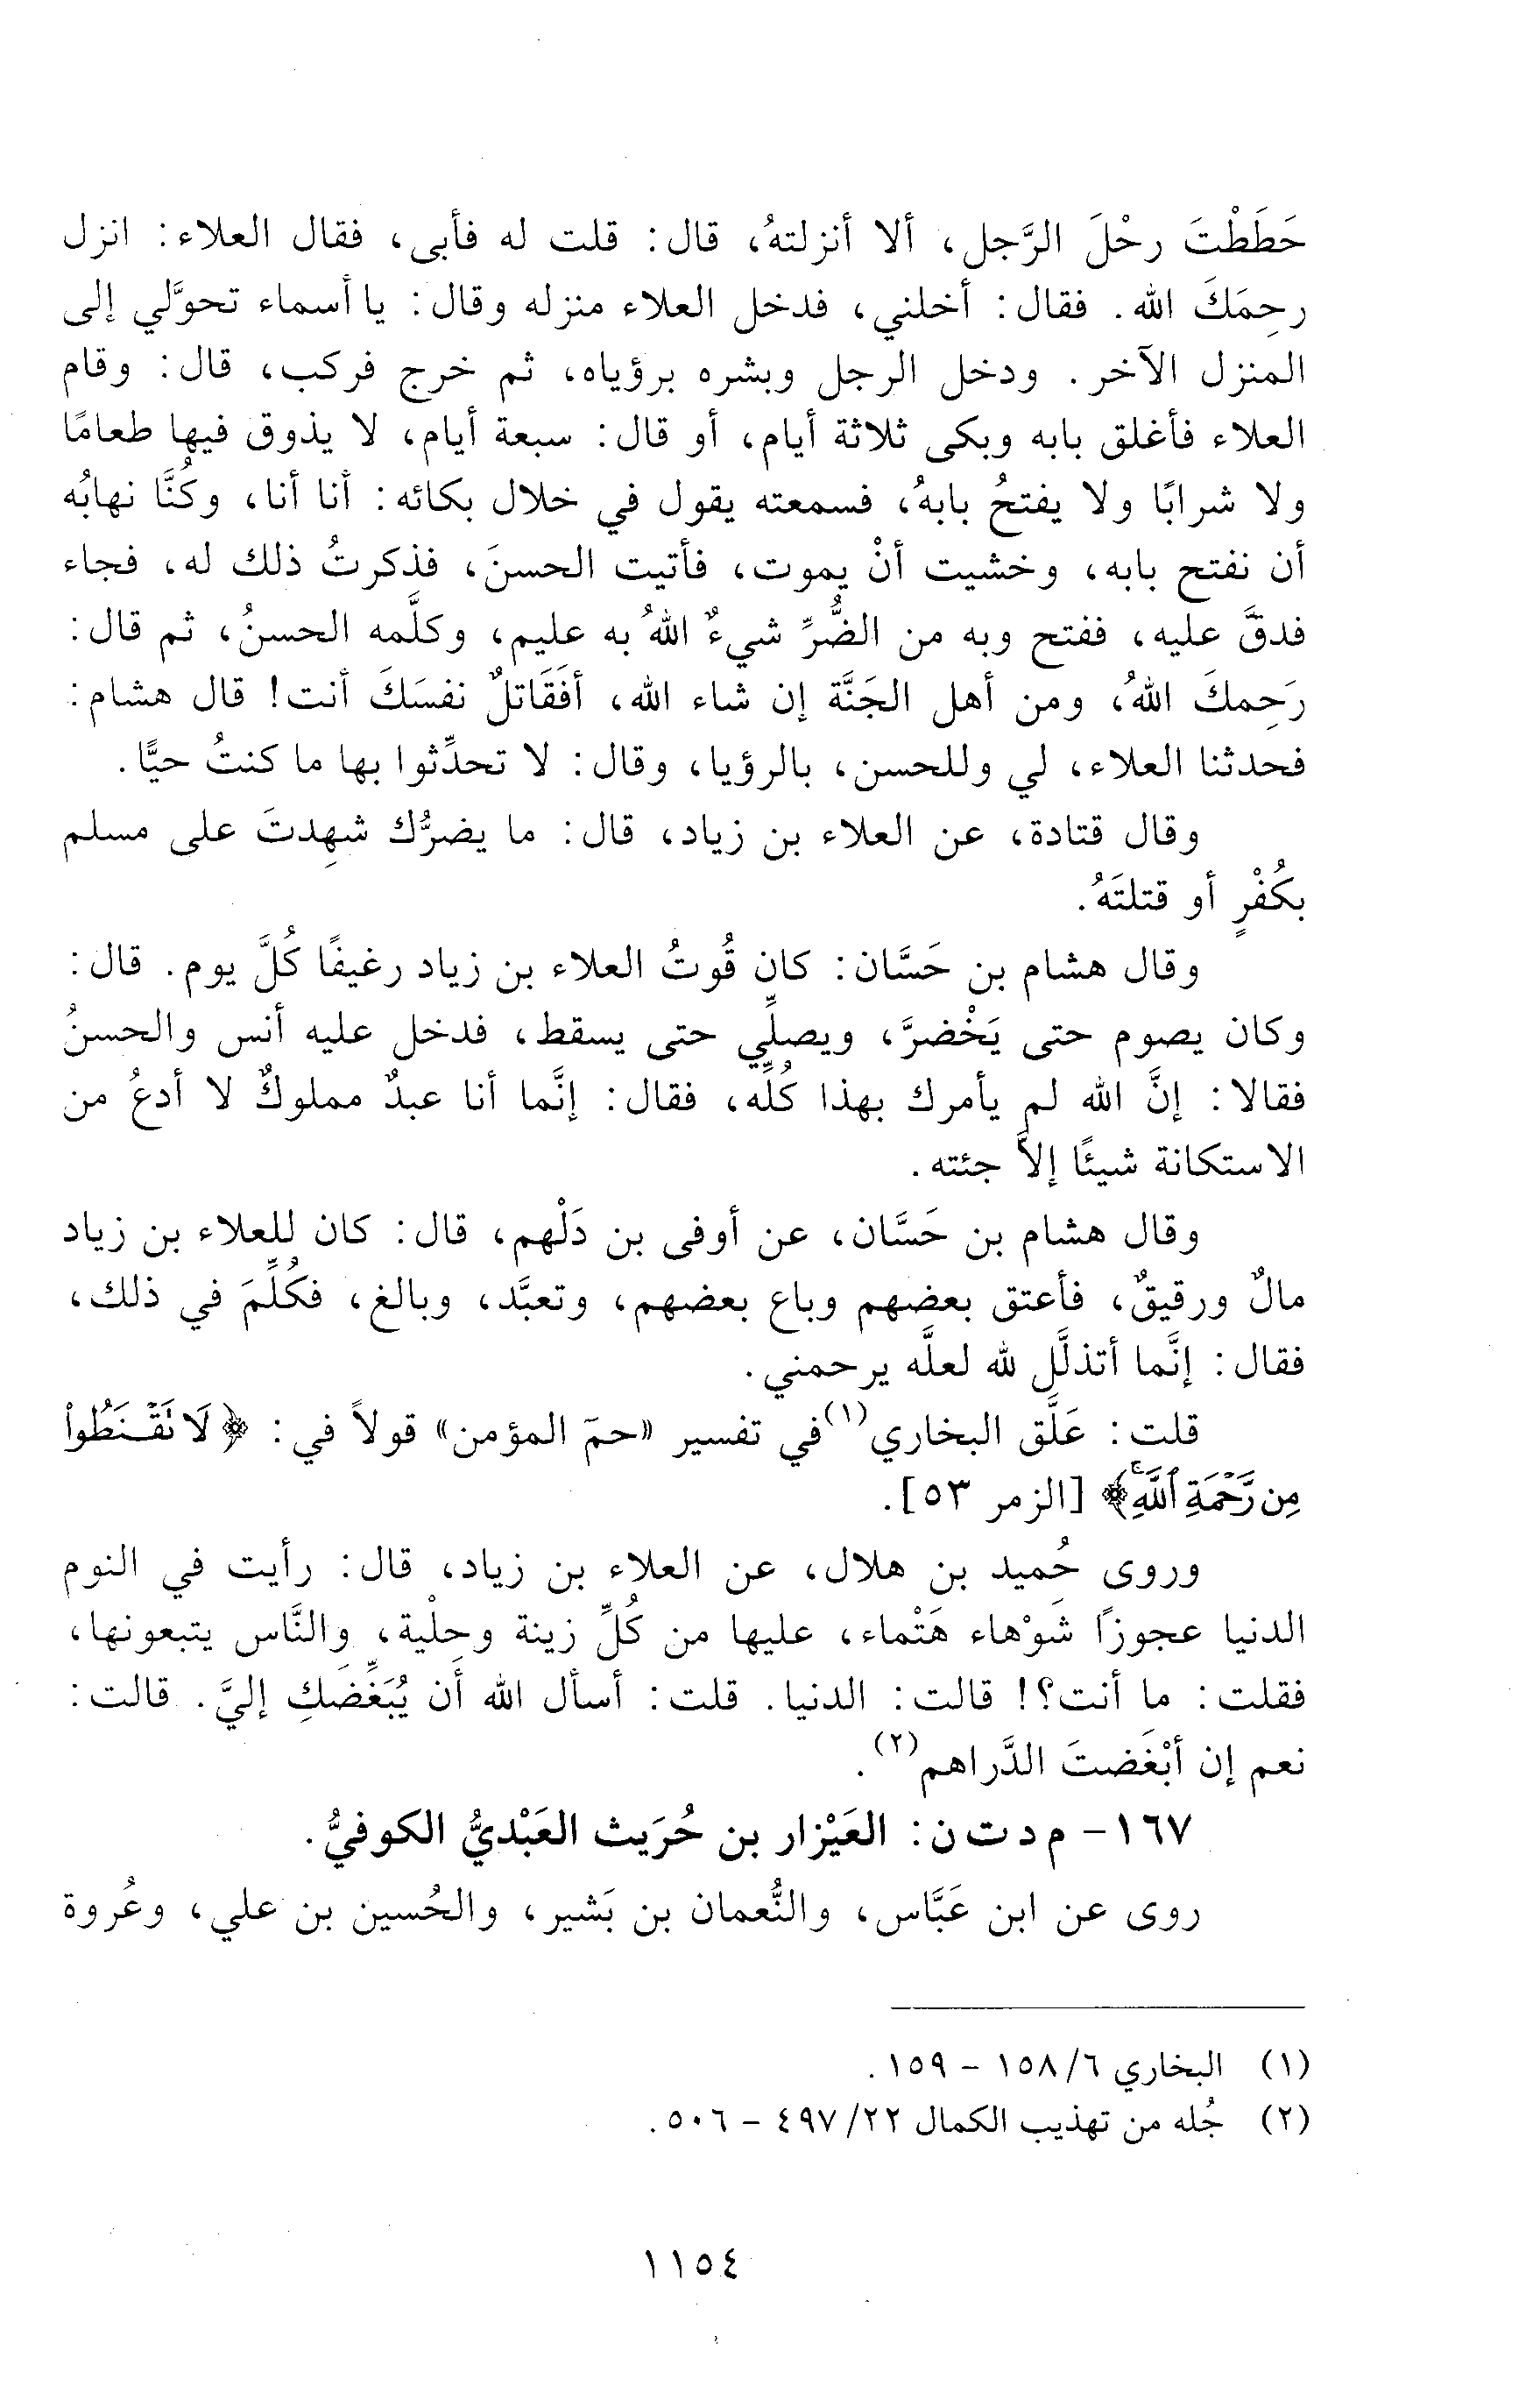 حَطَطْتَ رحْلَ الرَّجل، ألا أنزلتهُ، قال: قلت له فأبى، فقال العلاء: انزل
رحِمَكَ الله. فقال: أخلني، فدخل العلاء منزله وقال: يا أسماء تحوَّلي إلى
المنزل الآخر. ودخل الرجل وبشره برؤياه، ثم خرج فركب، قال: وقام
العلاء فأغلق بابه وبكى ثلاثة أيام، أو قال: سبعة أيام، لا يذوق فيها طعامًا
ولا شرابًا ولا يفتحُ بابهُ، فسمعته يقول في خلال بكائه: أنا أنا، وكُنَّا نهابُه
أن نفتح بابه، وخشيت أنْ يموت، فأتيت الحسنَ، فذكرتُ ذلك له، فجاء
فدقَّ عليه، ففتح وبه من الضُّرِّ شيءٌ اللهُ به عليم، وكلَّمه الحسنُ، ثم قال:
رَحِمكَ اللهُ، ومن أهل الجَنَّة إن شاء الله، أفَقَاتلٌ نفسَكَ أنت! قال هشام:
فحدثنا العلاء، لي وللحسن، بالرؤيا، وقال: لا تحدِّثوا بها ما كنتُ حيًّا.
وقال قتادة، عن العلاء بن زياد، قال: ما يضرُّك شهِدتَ على مسلم
بكُفْرٍ أو قتلتَهُ.
وقال هشام بن حَسَّان: كان قُوتُ العلاء بن زياد رغيفًا كُلَّ يوم. قال:
وكان يصوم حتى يَخْضرَّ، ويصلِّي حتى يسقط، فدخل عليه أنس والحسنُ
فقالا: إنَّ الله لم يأمرك بهذا كُلِّه، فقال: إنَّما أنا عبدٌ مملوكٌ لا أدعُ من
الاستكانة شيئًا إلاَّ جئته.
وقال هشام بن حَسَّان، عن أوفى بن دَلْهم، قال: كان للعلاء بن زياد
مالٌ ورقيقٌ، فأعتق بعضهم وباع بعضهم، وتعبَّد، وبالغ، فكُلِّمَ في ذلك،
فقال: إنَّما أتذلَّل لله لعلَّه يرحمني.
قلت: عَلَّق البخاري(١) في تفسير «حمَ المؤمن» قولاً في: ﴿لَا تَقْنَطُوا۟
مِن رَّحْمَةِ ٱللَّهِۚ﴾ [الزمر ٥٣].
وروى حُميد بن هلال، عن العلاء بن زياد، قال: رأيت في النوم
الدنيا عجوزًا شَوْهاء هَتْماء، عليها من كُلِّ زينة وحِلْية، والنَّاس يتبعونها،
فقلت: ما أنت؟! قالت: الدنيا. قلت: أسأل الله أن يُبَغِّضَكِ إليَّ. قالت:
نعم إن أبْغَضتَ الدَّراهم(٢).
١٦٧- م د ت ن: العَيْزار بن حُرَيث العَبْديُّ الكوفيُّ.
روى عن ابن عَبَّاس، والنُّعمان بن بَشير، والحُسين بن علي، وعُروة
(١) البخاري ٦/ ١٥٨ - ١٥٩.
(٢) جُله من تهذيب الكمال ٢٢/ ٤٩٧ - ٥٠٦.
١١٥٤